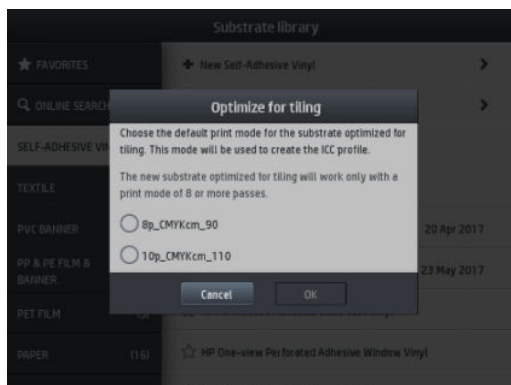 Substrate library
FAVORITES
New Self-Adhesive Vinyl
ONLINE SEARCH
Optimize for tiling
SELF-ADHESIVE VIN
Choose the default print mode for the substrate optimized for
tiling. This mode will be used to create the ICC profile.
The new substrate optimized for tiling will work only with a
print mode of 8 or more passes.
TEXTILE
8p_CMYKcm_90
PVC BANNER
20 Apr 2017
10p_CMYKcm_110
PP & PE FILM &
BANNER
23 May 2017
Cancel
OK
PET FILM
PAPER
(16)
HP One-view Perforated Adhesive Window Vinyl